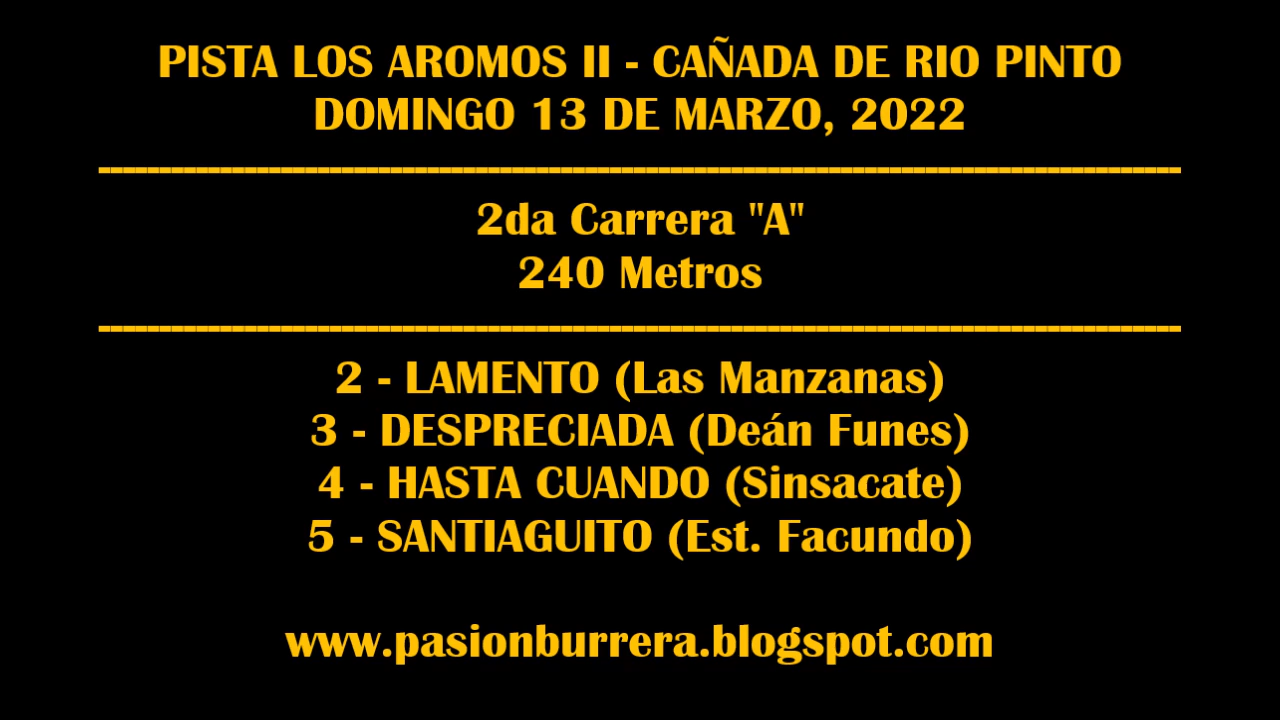 PISTA LOS AROMOS II - CAÑADA DE RIO PINTO
DOMINGO 13 DE MARZO, 2022
2da Carrera "A"
240 Metros
2 - LAMENTO (Las Manzanas)
3 - DESPRECIADA (Deán Funes)
4 - HASTA CUANDO (Sinsacate)
5 - SANTIAGUITO (Est. Facundo)
www.pasionburrera.blogspot.com